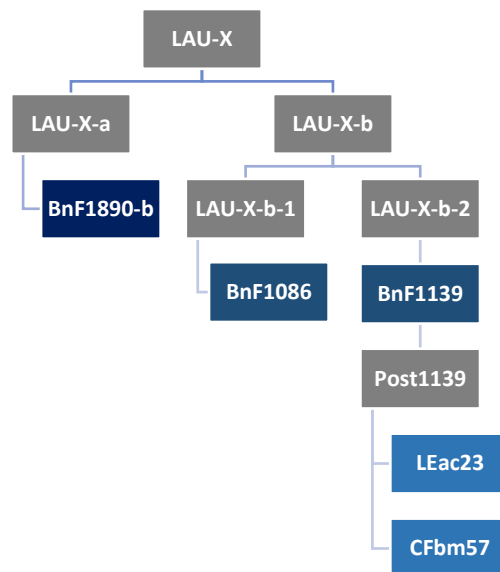 LAU-X
LAU-X-a
LAU-X-b
BnF1890-b
LAU-X-b-1
LAU-X-b-2
BnF1086
BnF1139
Post1139
LEac23
CFbm57